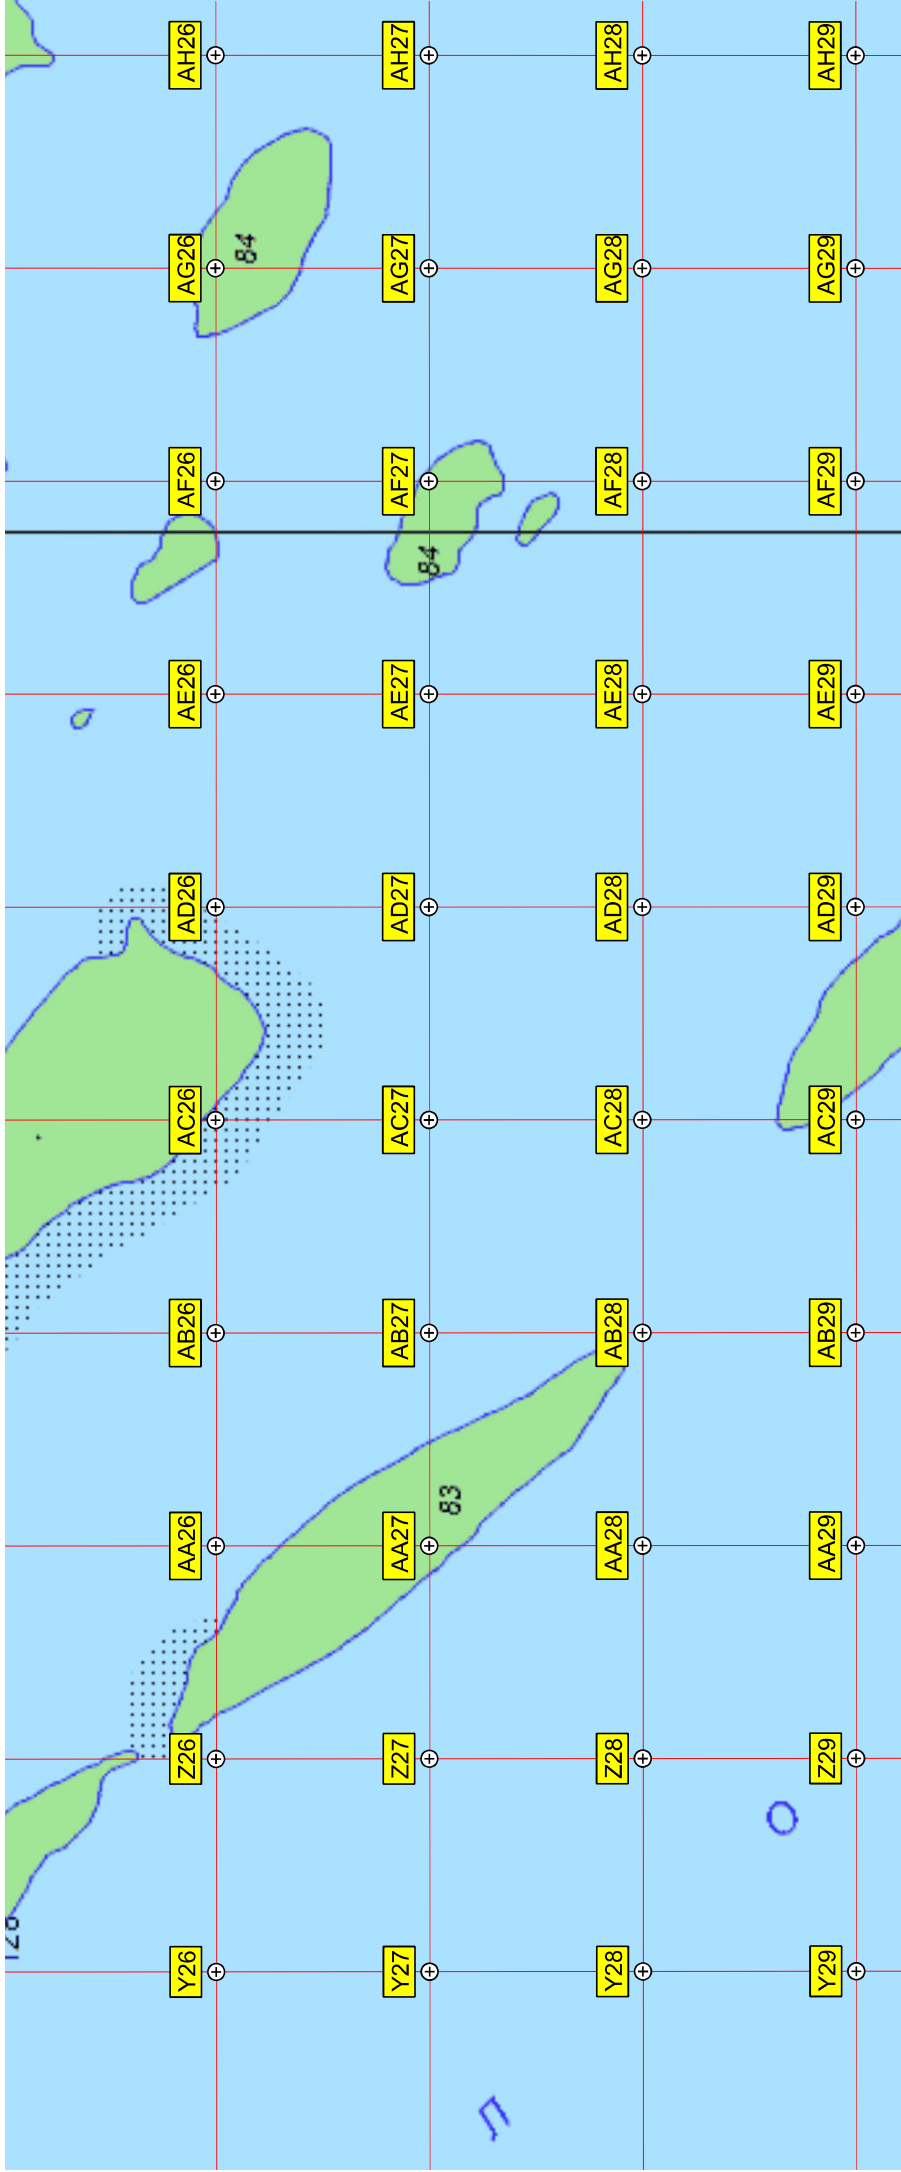 Y26 Z26 AA26 AB26 AC26 AD26 AE26 AF26 AG26 AH26
84
Y27 Z27 AA27 AB27 AC27 AD27 AE27 AF27 AG27 AH27
84
83
П
Y28 Z28 AA28 AB28 AC28 AD28 AE28 AF28 AG28 AH28
О
Y29 Z29 AA29 AB29 AC29 AD29 AE29 AF29 AG29 AH29